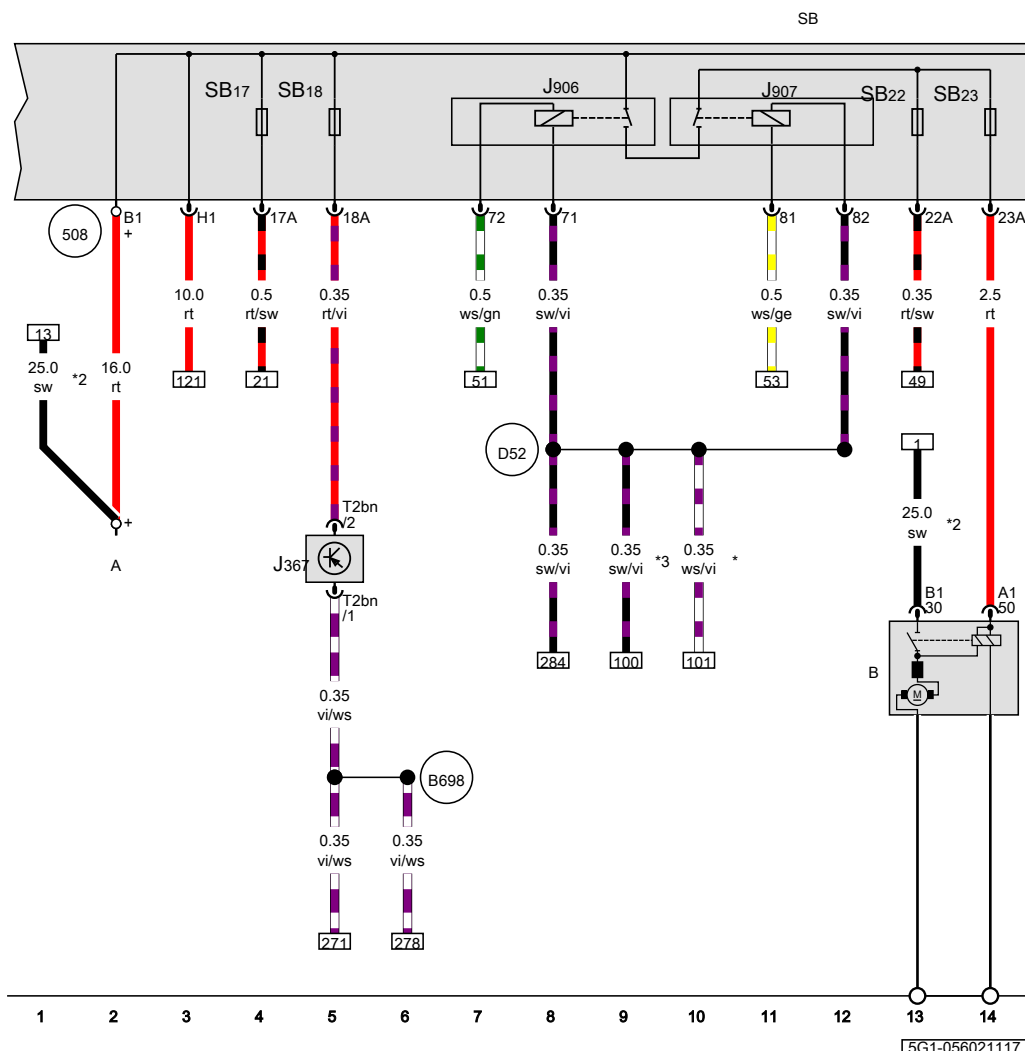 SB
SB17 SB18 J906 J907 SB22 SB23
508 B1 H1 17A 18A 72 71 81 82 22A 23A
+
10.0 0.5 0.35 0.5 0.35 0.5 0.35 0.35 2.5
rt rt/sw rt/vi ws/gn sw/vi ws/ge sw/vi rt/sw rt
13
25.0 *2 16.0
sw rt
121 21 51 53 49
D52 1
T2bn
/2
25.0 *2
sw
+
A
J367
0.35 0.35 *3 0.35 *
sw/vi sw/vi ws/vi
T2bn
/1
B1 A1
30 50
284 100 101
B
M
0.35
vi/ws
B698
0.35 0.35
vi/ws vi/ws
271 278
1 2 3 4 5 6 7 8 9 10 11 12 13 14
5G1-056021117